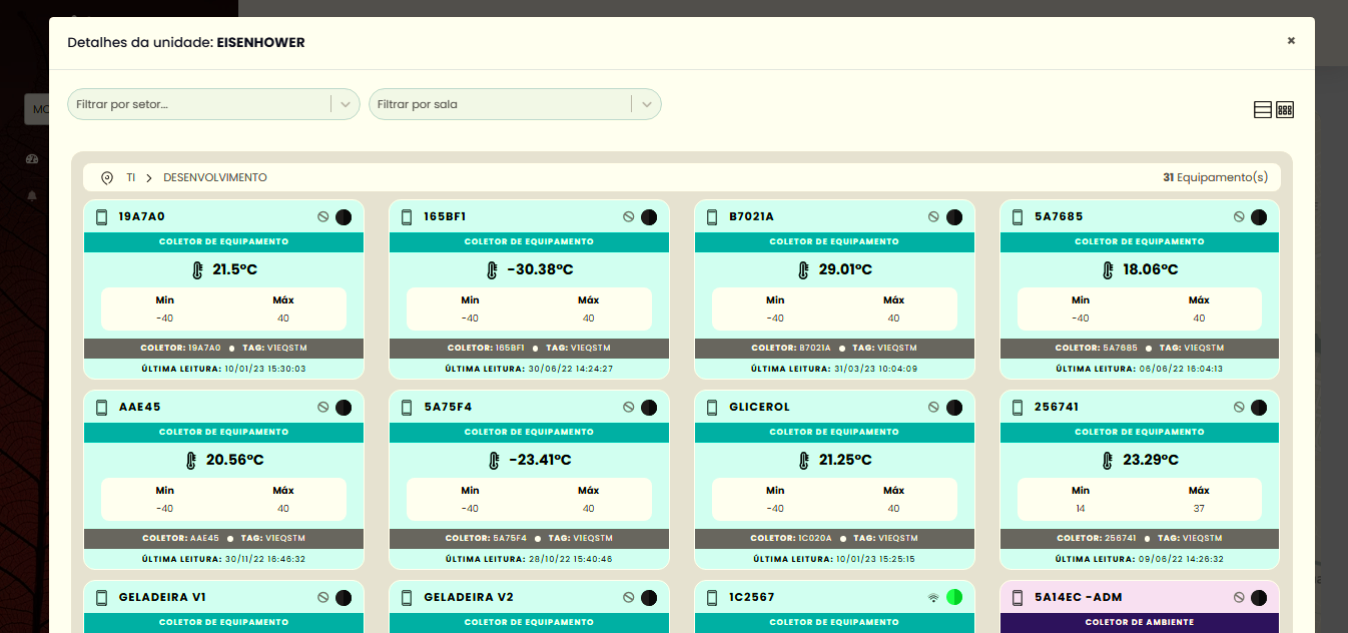 Detalhes da unidade: EISENHOWER
Filtrar por setor... Filtrar por sala
TI DESENVOLVIMENTO 31 Equipamento(s)
19A7A0 165BF1 B7021A 5A7685
COLETOR DE EQUIPAMENTO COLETOR DE EQUIPAMENTO COLETOR DE EQUIPAMENTO COLETOR DE EQUIPAMENTO
21.5ºC -30.38ºC 29.01ºC 18.06ºC
Min Máx Min Máx Min Máx Min Máx
-40 40 -40 40 -40 40 -40 40
COLETOR: 19A7A0 TAG: V1EQSTM COLETOR: 165BF1 TAG: V1EQSTM COLETOR: B7021A TAG: V1EQSTM COLETOR: 5A7685 TAG: V1EQSTM
ÚLTIMA LEITURA: 10/01/23 15:30:03 ÚLTIMA LEITURA: 30/06/22 14:24:27 ÚLTIMA LEITURA: 31/03/23 10:04:09 ÚLTIMA LEITURA: 06/06/22 16:04:13
AAE45 5A75F4 GLICEROL 256741
COLETOR DE EQUIPAMENTO COLETOR DE EQUIPAMENTO COLETOR DE EQUIPAMENTO COLETOR DE EQUIPAMENTO
20.56ºC -23.41ºC 21.25ºC 23.29ºC
Min Máx Min Máx Min Máx Min Máx
-40 40 -40 40 -40 40 14 37
COLETOR: AAE45 TAG: V1EQSTM COLETOR: 5A75F4 TAG: V1EQSTM COLETOR: 1C020A TAG: V1EQSTM COLETOR: 256741 TAG: V1EQSTM
ÚLTIMA LEITURA: 30/11/22 16:46:32 ÚLTIMA LEITURA: 28/10/22 15:40:46 ÚLTIMA LEITURA: 10/01/23 15:25:15 ÚLTIMA LEITURA: 09/06/22 14:26:32
GELADEIRA V1 GELADEIRA V2 1C2567 5A14EC -ADM
COLETOR DE EQUIPAMENTO COLETOR DE EQUIPAMENTO COLETOR DE EQUIPAMENTO COLETOR DE AMBIENTE